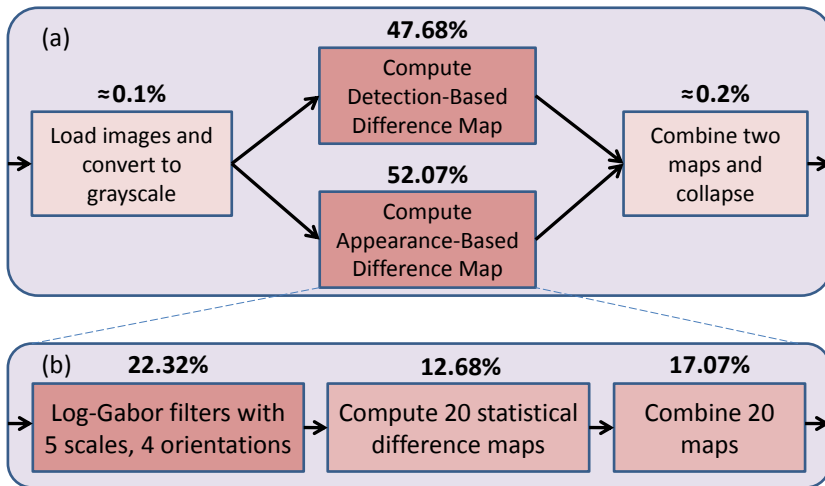 (a)
47.68%
Compute
Detection-Based
Difference Map
≈0.1%
Load images and
convert to
grayscale
≈0.2%
Combine two
maps and
collapse
52.07%
Compute
Appearance-Based
Difference Map
(b)
22.32%
Log-Gabor filters with
5 scales, 4 orientations
12.68%
Compute 20 statistical
difference maps
17.07%
Combine 20
maps